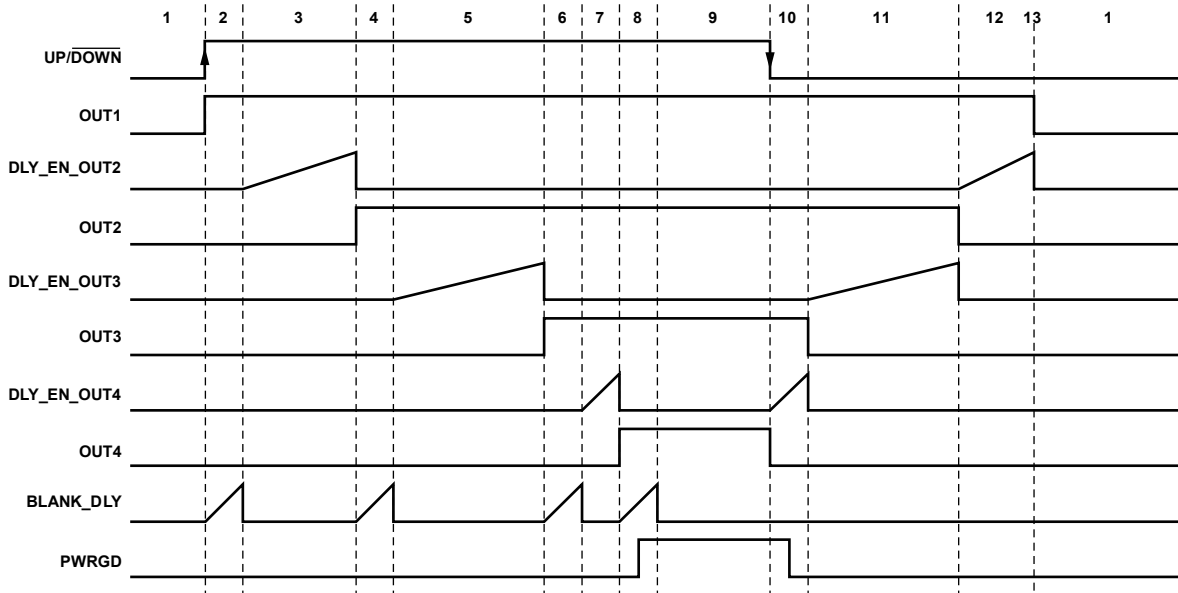 1 2 3 4 5 6 7 8 9 10 11 12 13 1
UP/DOWN
OUT1
DLY_EN_OUT2
OUT2
DLY_EN_OUT3
OUT3
DLY_EN_OUT4
OUT4
BLANK_DLY
PWRGD